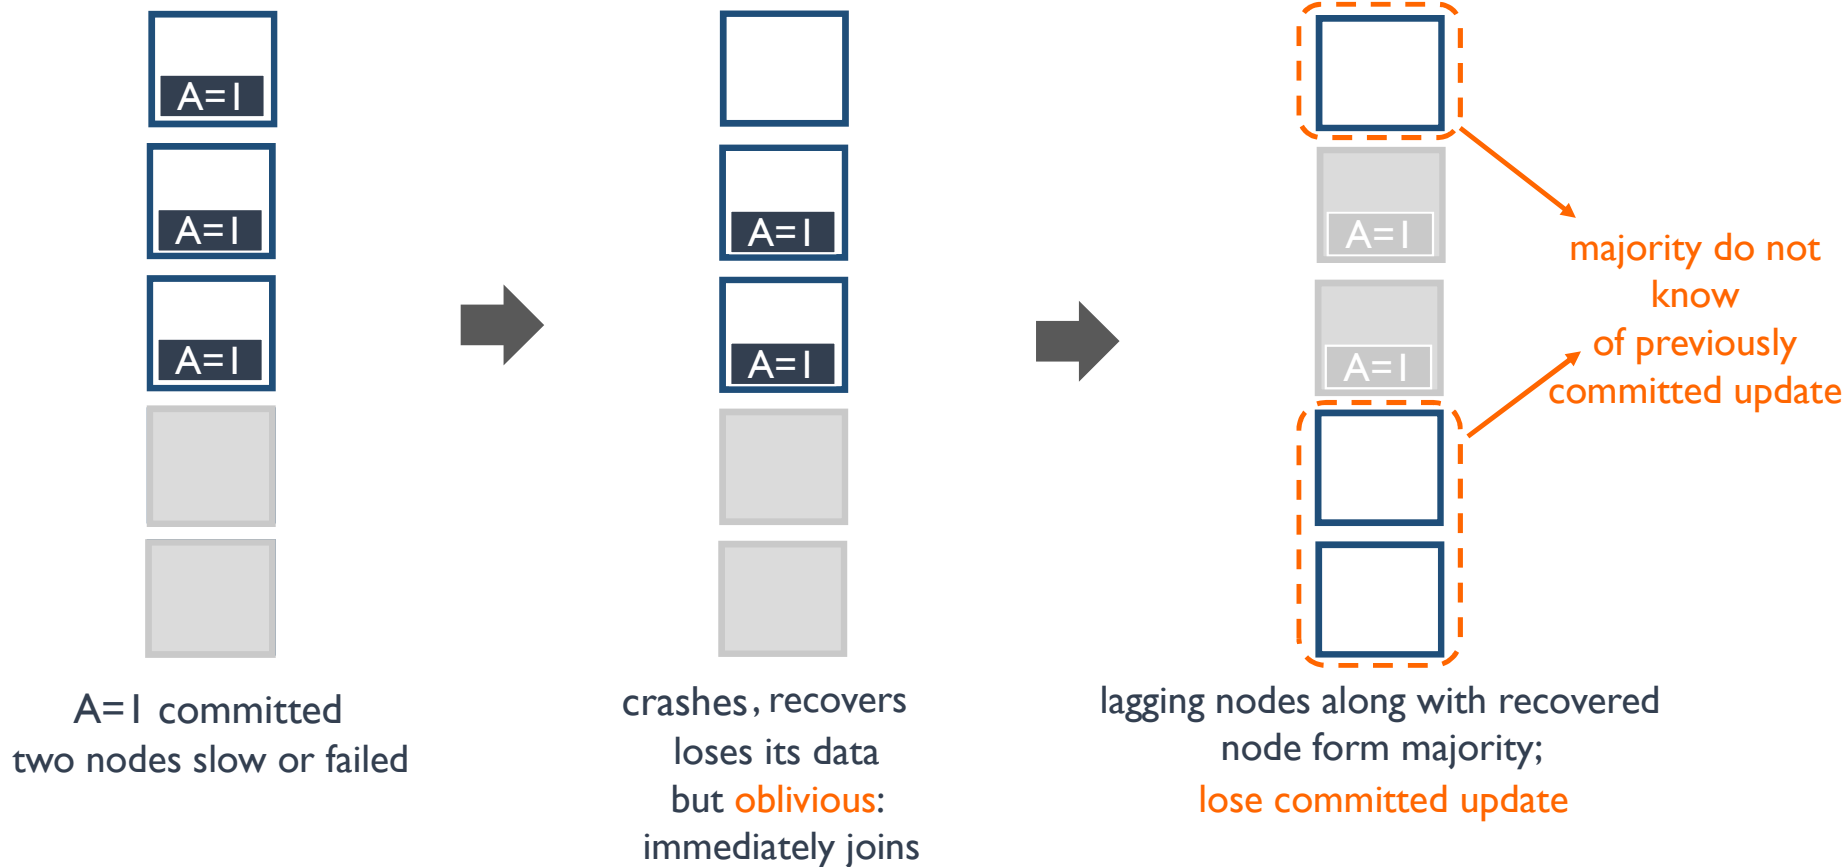 A=1
A=1
A=1
A=1 committed
two nodes slow or failed
A=1
A=1
crashes, recovers
loses its data
but oblivious:
immediately joins
A=1
A=1
lagging nodes along with recovered
node form majority;
lose committed update
majority do not
know
of previously
committed update